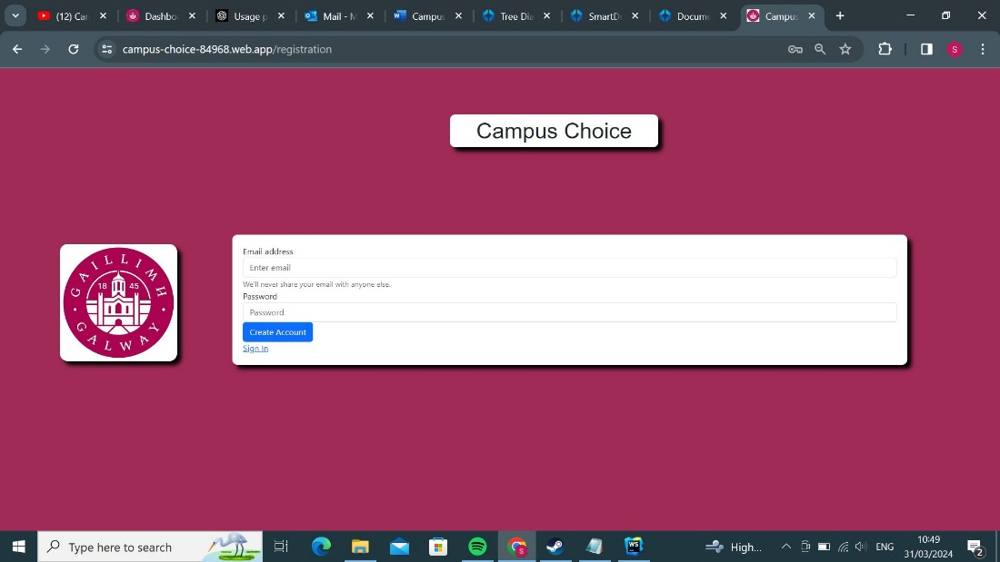 (12) Car
Dashbo
Usage p
Mail - M
Campus
Tree Dia
SmartDr
Docume
Campus
campus-choice-84968.web.app/registration
S
Campus Choice
GAILLIMH
18 45
GALWAY
Email address
Enter email
We'll never share your email with anyone else.
Password
Password
Create Account
Sign In
Type here to search
High...
ENG
10:49
31/03/2024
2